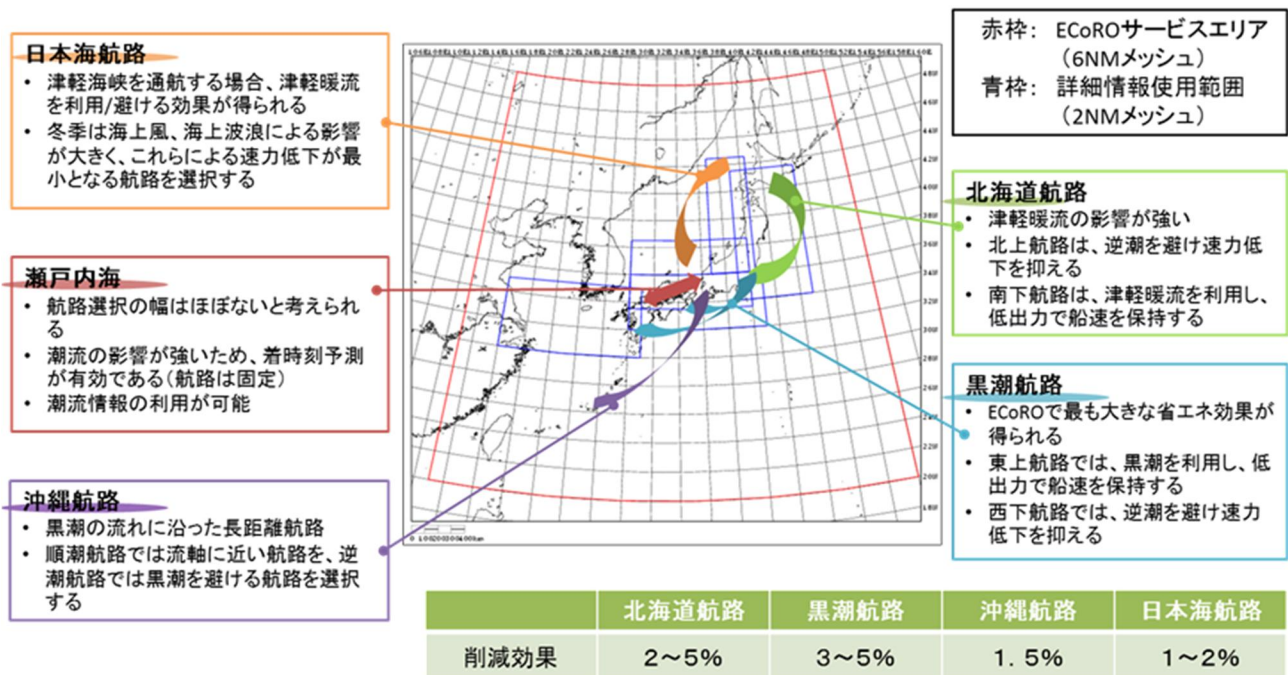 日本海航路
• 津軽海峡を通航する場合、津軽暖流
を利用/避ける効果が得られる
• 冬季は海上風、海上波浪による影響
が大きく、これらによる速力低下が最
小となる航路を選択する
瀬戸内海
• 航路選択の幅はほぼないと考えられ
る
• 潮流の影響が強いため、着時刻予測
が有効である(航路は固定)
• 潮流情報の利用が可能
沖縄航路
• 黒潮の流れに沿った長距離航路
• 順潮航路では流軸に近い航路を、逆
潮航路では黒潮を避ける航路を選択
する
赤枠: ECoROサービスエリア
(6NMメッシュ)
青枠: 詳細情報使用範囲
(2NMメッシュ)
北海道航路
• 津軽暖流の影響が強い
• 北上航路は、逆潮を避け速力低
下を抑える
• 南下航路は、津軽暖流を利用し、
低出力で船速を保持する
黒潮航路
• ECoROで最も大きな省エネ効果が
得られる
• 東上航路では、黒潮を利用し、低
出力で船速を保持する
• 西下航路では、逆潮を避け速力
低下を抑える
北海道航路 黒潮航路 沖縄航路 日本海航路
削減効果 2~5% 3~5% 1. 5% 1~2%